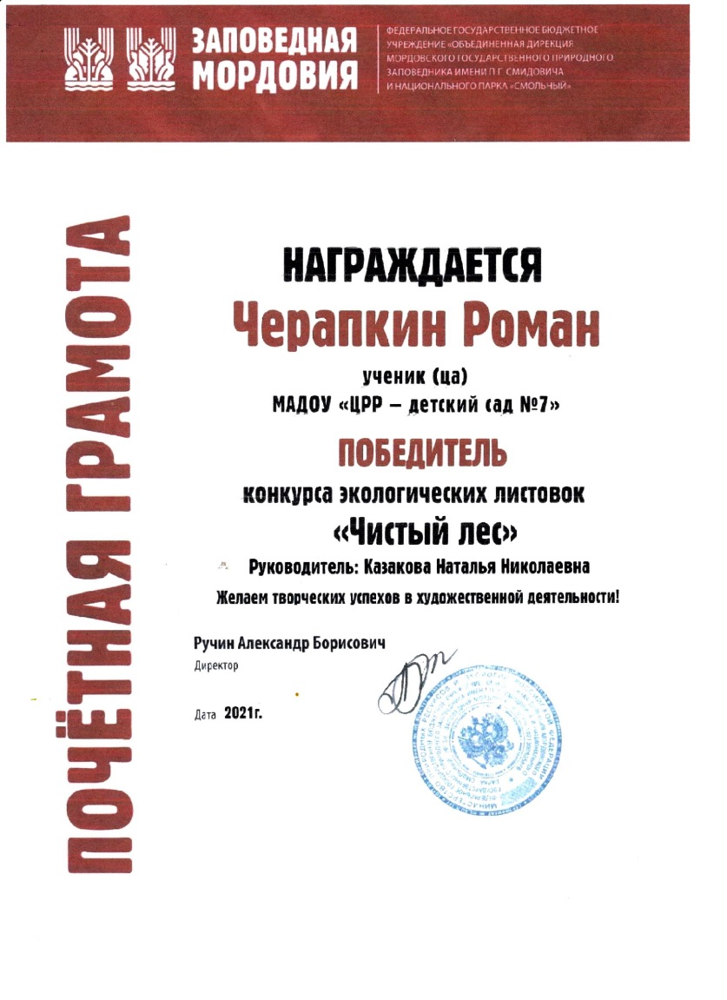 ЗАПОВЕДНАЯ
МОРДОВИЯ
ФЕДЕРАЛЬНОЕ ГОСУДАРСТВЕННОЕ БЮДЖЕТНОЕ
УЧРЕЖДЕНИЕ «ОБЪЕДИНЕННАЯ ДИРЕКЦИЯ
МОРДОВСКОГО ГОСУДАРСТВЕННОГО ПРИРОДНОГО
ЗАПОВЕДНИКА ИМЕНИ П.Г. СМИДОВИЧА
И НАЦИОНАЛЬНОГО ПАРКА «СМОЛЬНЫЙ»
ПОЧЁТНАЯ ГРАМОТА
НАГРАЖДАЕТСЯ
Черапкин Роман
ученик (ца)
МАДОУ «ЦРР – детский сад №7»
ПОБЕДИТЕЛЬ
конкурса экологических листовок
«Чистый лес»
Руководитель: Казакова Наталья Николаевна
Желаем творческих успехов в художественной деятельности!
Ручин Александр Борисович
Директор
Дата 2021г.